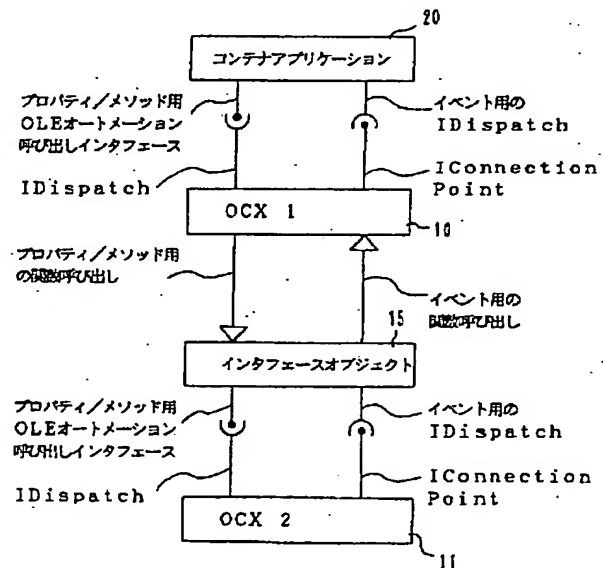 20
コンテナアプリケーション
プロパティ/メソッド用
OLEオートメーション
呼び出しインタフェース
イベント用の
IDispatch
IDispatch
IConnection
Point
OCX 1
10
プロパティ/メソッド用
の関数呼び出し
イベント用の
関数呼び出し
15
インタフェースオブジェクト
プロパティ/メソッド用
OLEオートメーション
呼び出しインタフェース
イベント用の
IDispatch
IDispatch
IConnection
Point
OCX 2
11